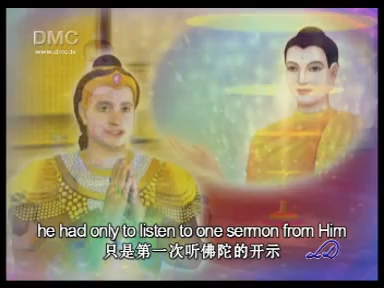 DMC
www.dmc.tv
he had only to listen to one sermon from Him
只是第一次听佛陀的开示